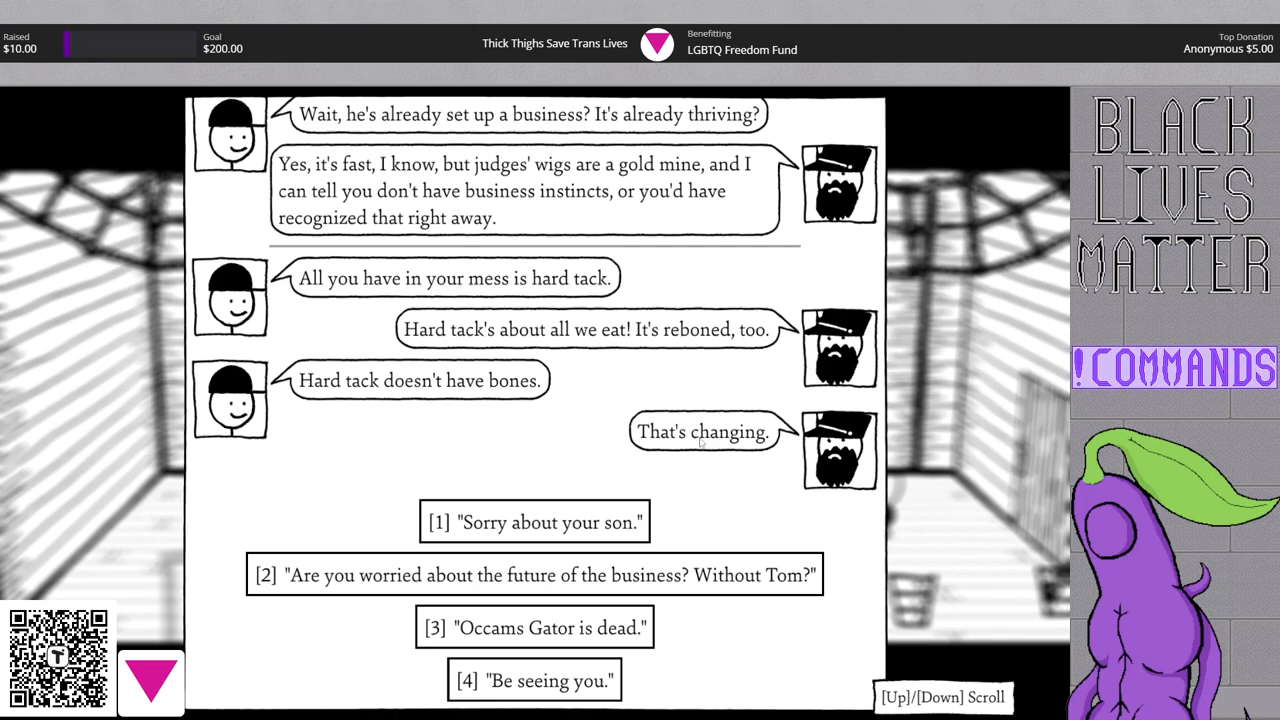 Raised
$10.00
Goal
$200.00
Thick Thighs Save Trans Lives
Benefitting
LGBTQ Freedom Fund
Top Donation
Anonymous $5.00
Wait, he's already set up a business? It's already thriving?
Yes, it's fast, I know, but judges' wigs are a gold mine, and I
can tell you don't have business instincts, or you'd have
recognized that right away.
All you have in your mess is hard tack.
Hard tack's about all we eat! It's reboned, too.
Hard tack doesn't have bones.
That's changing.
[1] "Sorry about your son."
[2] "Are you worried about the future of the business? Without Tom?"
[3] "Occams Gator is dead."
[4] "Be seeing you."
[Up]/[Down] Scroll
BLACK
LIVES
MATTER
!COMMANDS
T